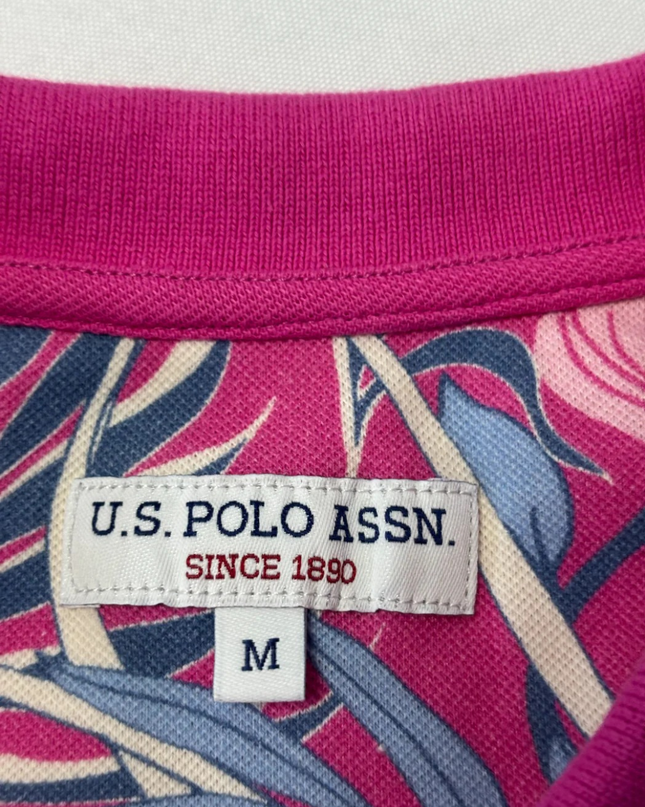 U.S. POLO ASSN.
SINCE 1890
M